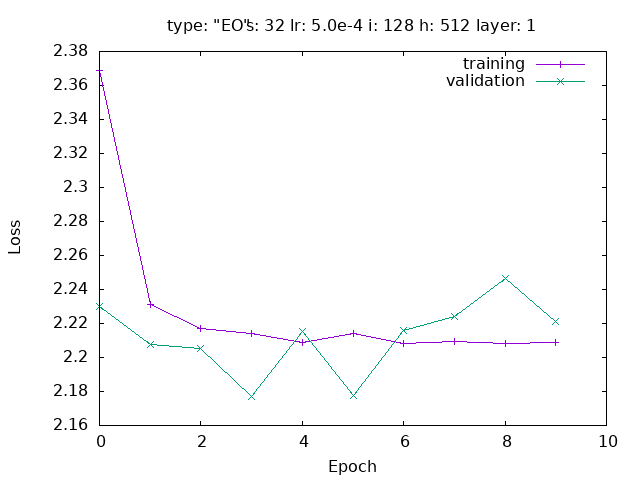 type: "EO's: 32 lr: 5.0e-4 i: 128 h: 512 layer: 1
training
validation
2.38
2.36
2.34
2.32
2.3
2.28
2.26
2.24
2.22
2.2
2.18
2.16
Loss
0 2 4 6 8 10
Epoch